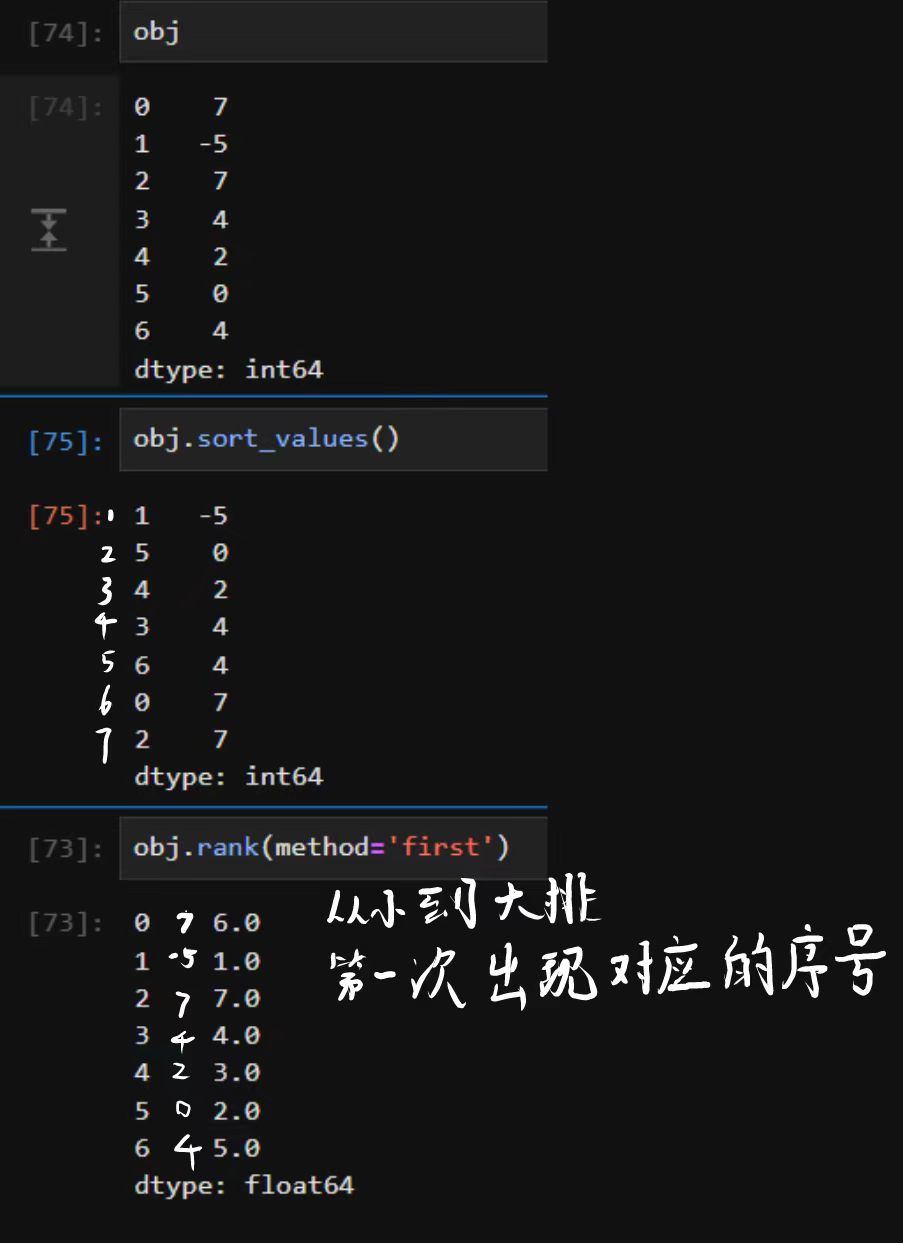 [74]: obj
[74]: 0 7
1 -5
2 7
3 4
4 2
5 0
6 4
dtype: int64
[75]: obj.sort_values()
[75]: 1 1 -5
2 5 0
3 4 2
4 3 4
5 6 4
6 0 7
7 2 7
dtype: int64
[73]: obj.rank(method='first')
从小到大排
[73]: 0 7 6.0
第一次出现对应的序号
1 -5 1.0
2 7 7.0
3 4 4.0
4 2 3.0
5 0 2.0
6 4 5.0
dtype: float64